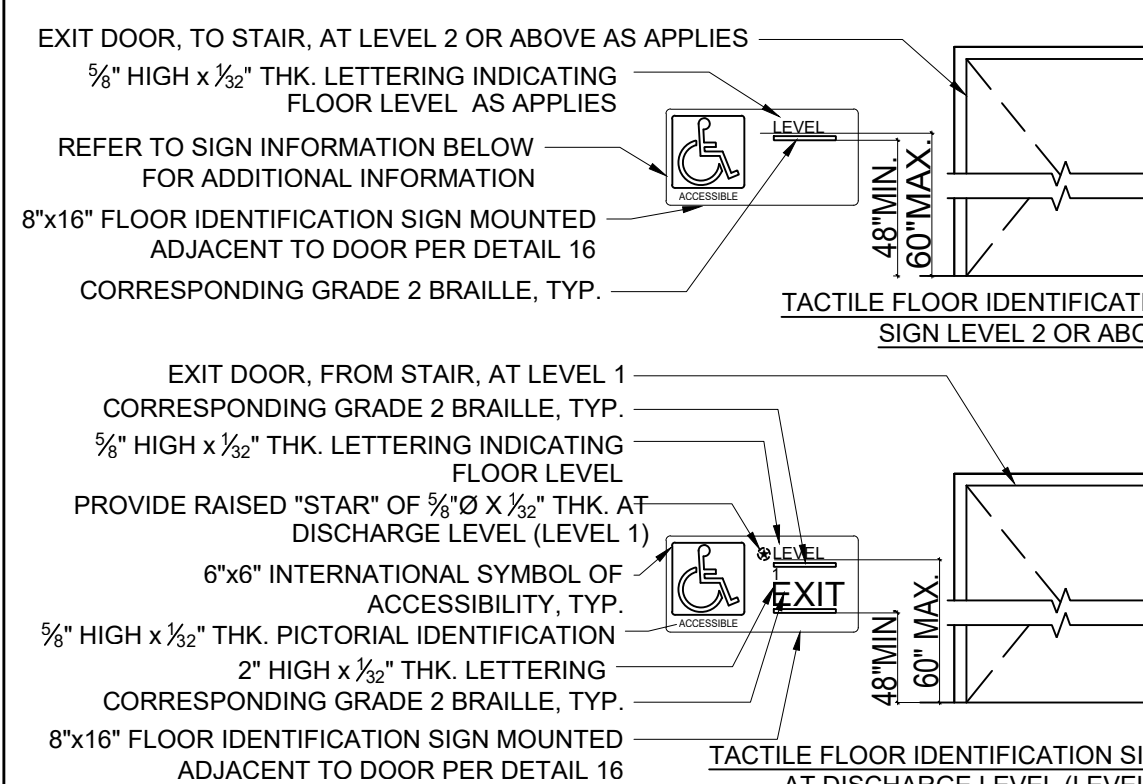 EXIT DOOR, TO STAIR, AT LEVEL 2 OR ABOVE AS APPLIES
⅝" HIGH x 1⁄32" THK. LETTERING INDICATING
FLOOR LEVEL AS APPLIES
REFER TO SIGN INFORMATION BELOW
FOR ADDITIONAL INFORMATION
8"x16" FLOOR IDENTIFICATION SIGN MOUNTED
ADJACENT TO DOOR PER DETAIL 16
CORRESPONDING GRADE 2 BRAILLE, TYP.
LEVEL
ACCESSIBLE
48"MIN.
60"MAX.
TACTILE FLOOR IDENTIFICATI
SIGN LEVEL 2 OR ABO
EXIT DOOR, FROM STAIR, AT LEVEL 1
CORRESPONDING GRADE 2 BRAILLE, TYP.
⅝" HIGH x 1⁄32" THK. LETTERING INDICATING
FLOOR LEVEL
PROVIDE RAISED "STAR" OF ⅝"Ø X 1⁄32" THK. AT
DISCHARGE LEVEL (LEVEL 1)
6"x6" INTERNATIONAL SYMBOL OF
ACCESSIBILITY, TYP.
⅝" HIGH x 1⁄32" THK. PICTORIAL IDENTIFICATION
2" HIGH x 1⁄32" THK. LETTERING
CORRESPONDING GRADE 2 BRAILLE, TYP.
8"x16" FLOOR IDENTIFICATION SIGN MOUNTED
ADJACENT TO DOOR PER DETAIL 16
LEVEL
EXIT
ACCESSIBLE
48"MIN.
60" MAX.
TACTILE FLOOR IDENTIFICATION SI
AT DISCHARGE LEVEL (LEVEL